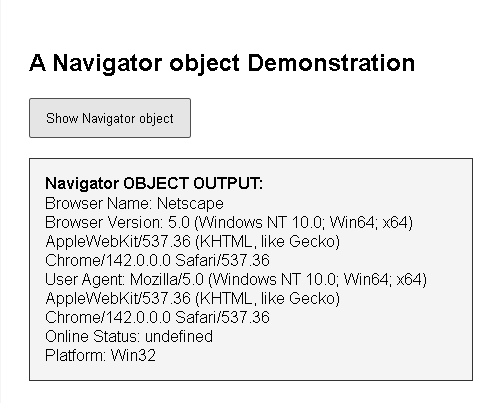 A Navigator object Demonstration
Show Navigator object
Navigator OBJECT OUTPUT:
Browser Name: Netscape
Browser Version: 5.0 (Windows NT 10.0; Win64; x64)
AppleWebKit/537.36 (KHTML, like Gecko)
Chrome/142.0.0.0 Safari/537.36
User Agent: Mozilla/5.0 (Windows NT 10.0; Win64; x64)
AppleWebKit/537.36 (KHTML, like Gecko)
Chrome/142.0.0.0 Safari/537.36
Online Status: undefined
Platform: Win32